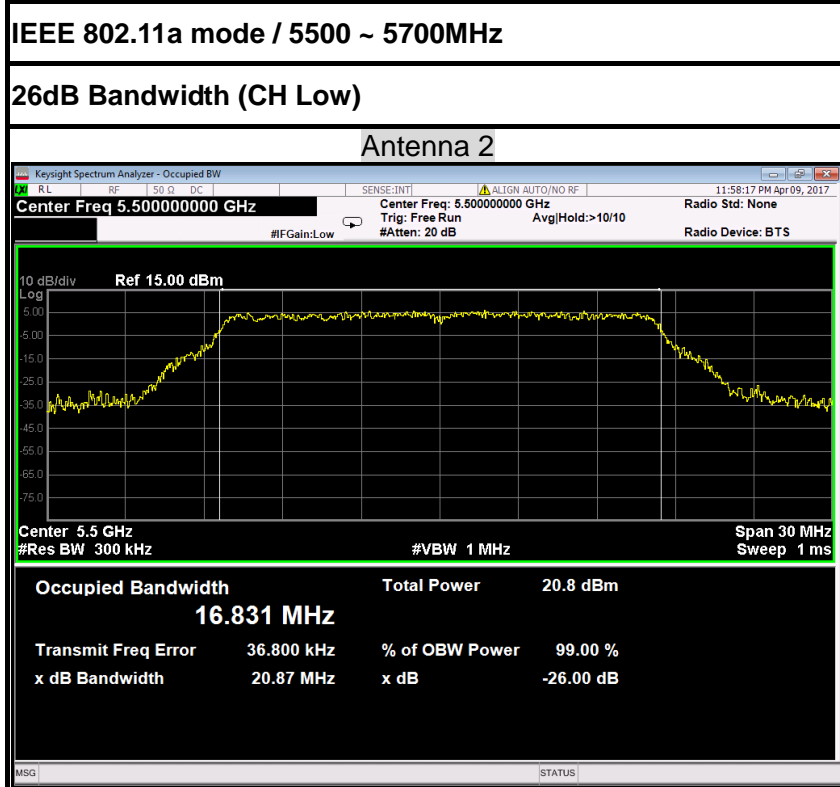 IEEE 802.11a mode / 5500 ~ 5700MHz
26dB Bandwidth (CH Low)
Antenna 2
Keysight Spectrum Analyzer - Occupied BW
LXI RL RF 50 Ω DC SENSE:INT ALIGN AUTO/NO RF 11:58:17 PM Apr 09, 2017
Center Freq 5.500000000 GHz Center Freq: 5.500000000 GHz Radio Std: None
Trig: Free Run Avg|Hold:>10/10
#IFGain:Low #Atten: 20 dB Radio Device: BTS
10 dB/div Ref 15.00 dBm
Log
5.00
-5.00
-15.0
-25.0
-35.0
-45.0
-55.0
-65.0
-75.0
Center 5.5 GHz Span 30 MHz
#Res BW 300 kHz #VBW 1 MHz Sweep 1 ms
Occupied Bandwidth Total Power 20.8 dBm
16.831 MHz
Transmit Freq Error 36.800 kHz % of OBW Power 99.00 %
x dB Bandwidth 20.87 MHz x dB -26.00 dB
MSG STATUS